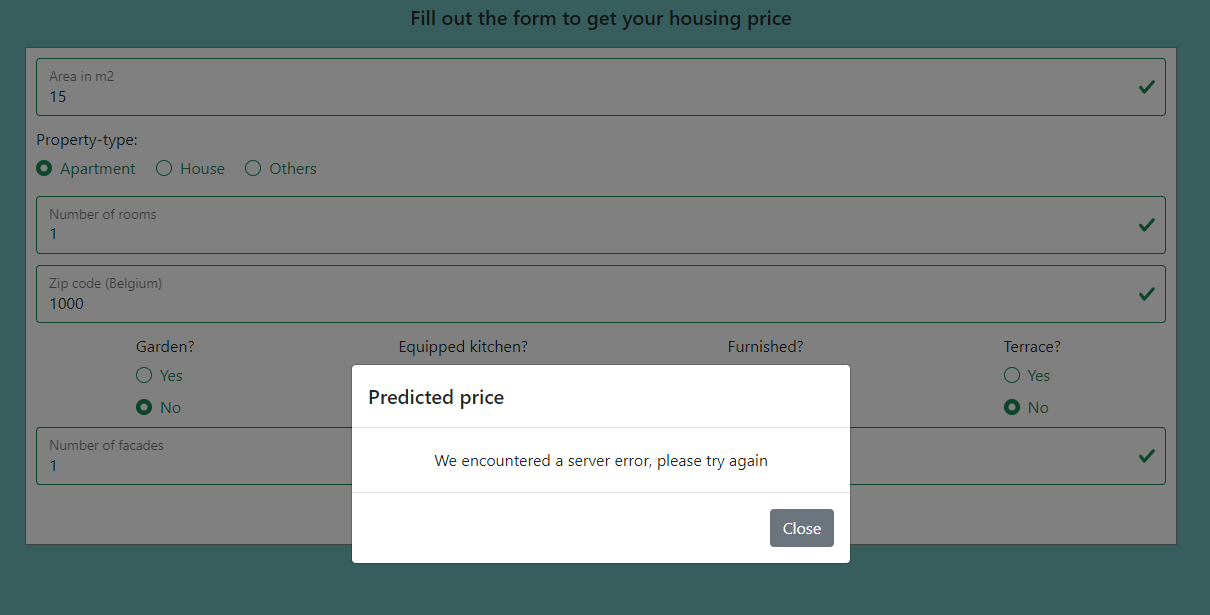 Fill out the form to get your housing price
Area in m2
15
Property-type:
Apartment House Others
Number of rooms
1
Zip code (Belgium)
1000
Garden? Equipped kitchen? Furnished? Terrace?
Yes Yes
No No
Number of facades
1
Predicted price
We encountered a server error, please try again
Close